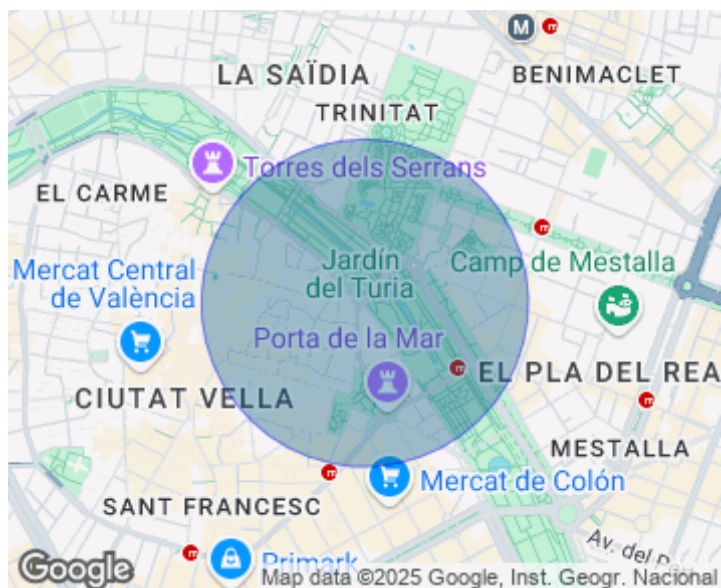 M
LA SAÏDIA
BENIMACLET
TRINITAT
Torres dels Serrans
EL CARME
Mercat Central
de València
Jardín
del Turia
Camp de Mestalla
Porta de la Mar
EL PLA DEL REA
CIUTAT VELLA
MESTALLA
Mercat de Colón
SANT FRANCESC
Primark
Av. del
Google
Map data ©2025 Google, Inst. Geogr. Nacional